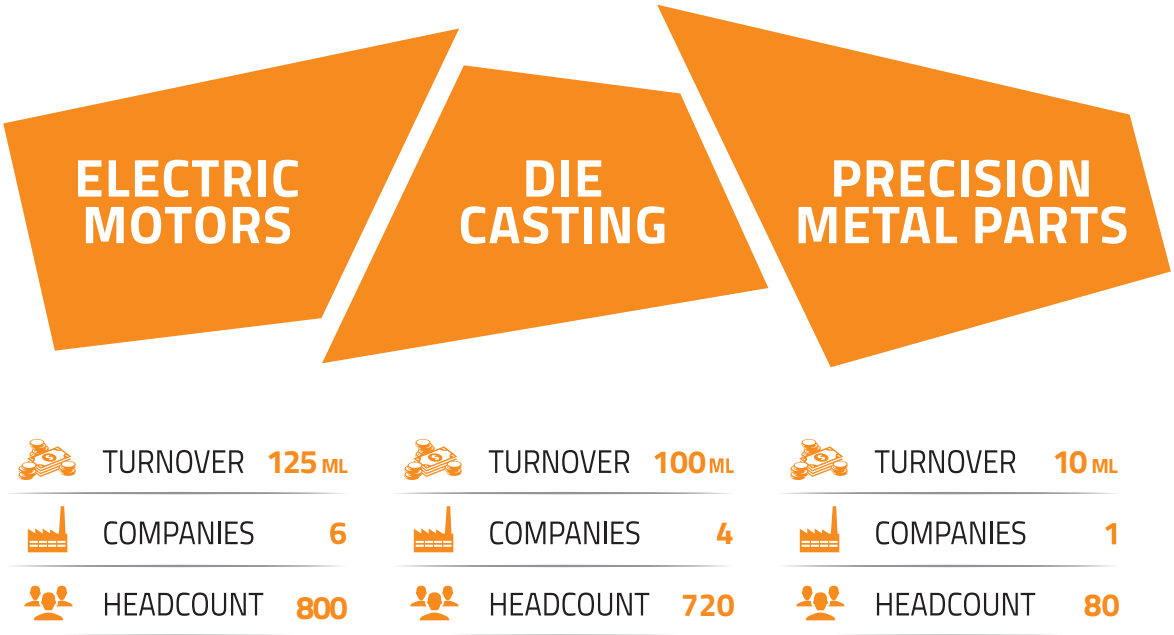 ELECTRIC
MOTORS
DIE
CASTING
PRECISION
METAL PARTS
TURNOVER 125 ML
COMPANIES 6
HEADCOUNT 800
TURNOVER 100 ML
COMPANIES 4
HEADCOUNT 720
TURNOVER 10 ML
COMPANIES 1
HEADCOUNT 80